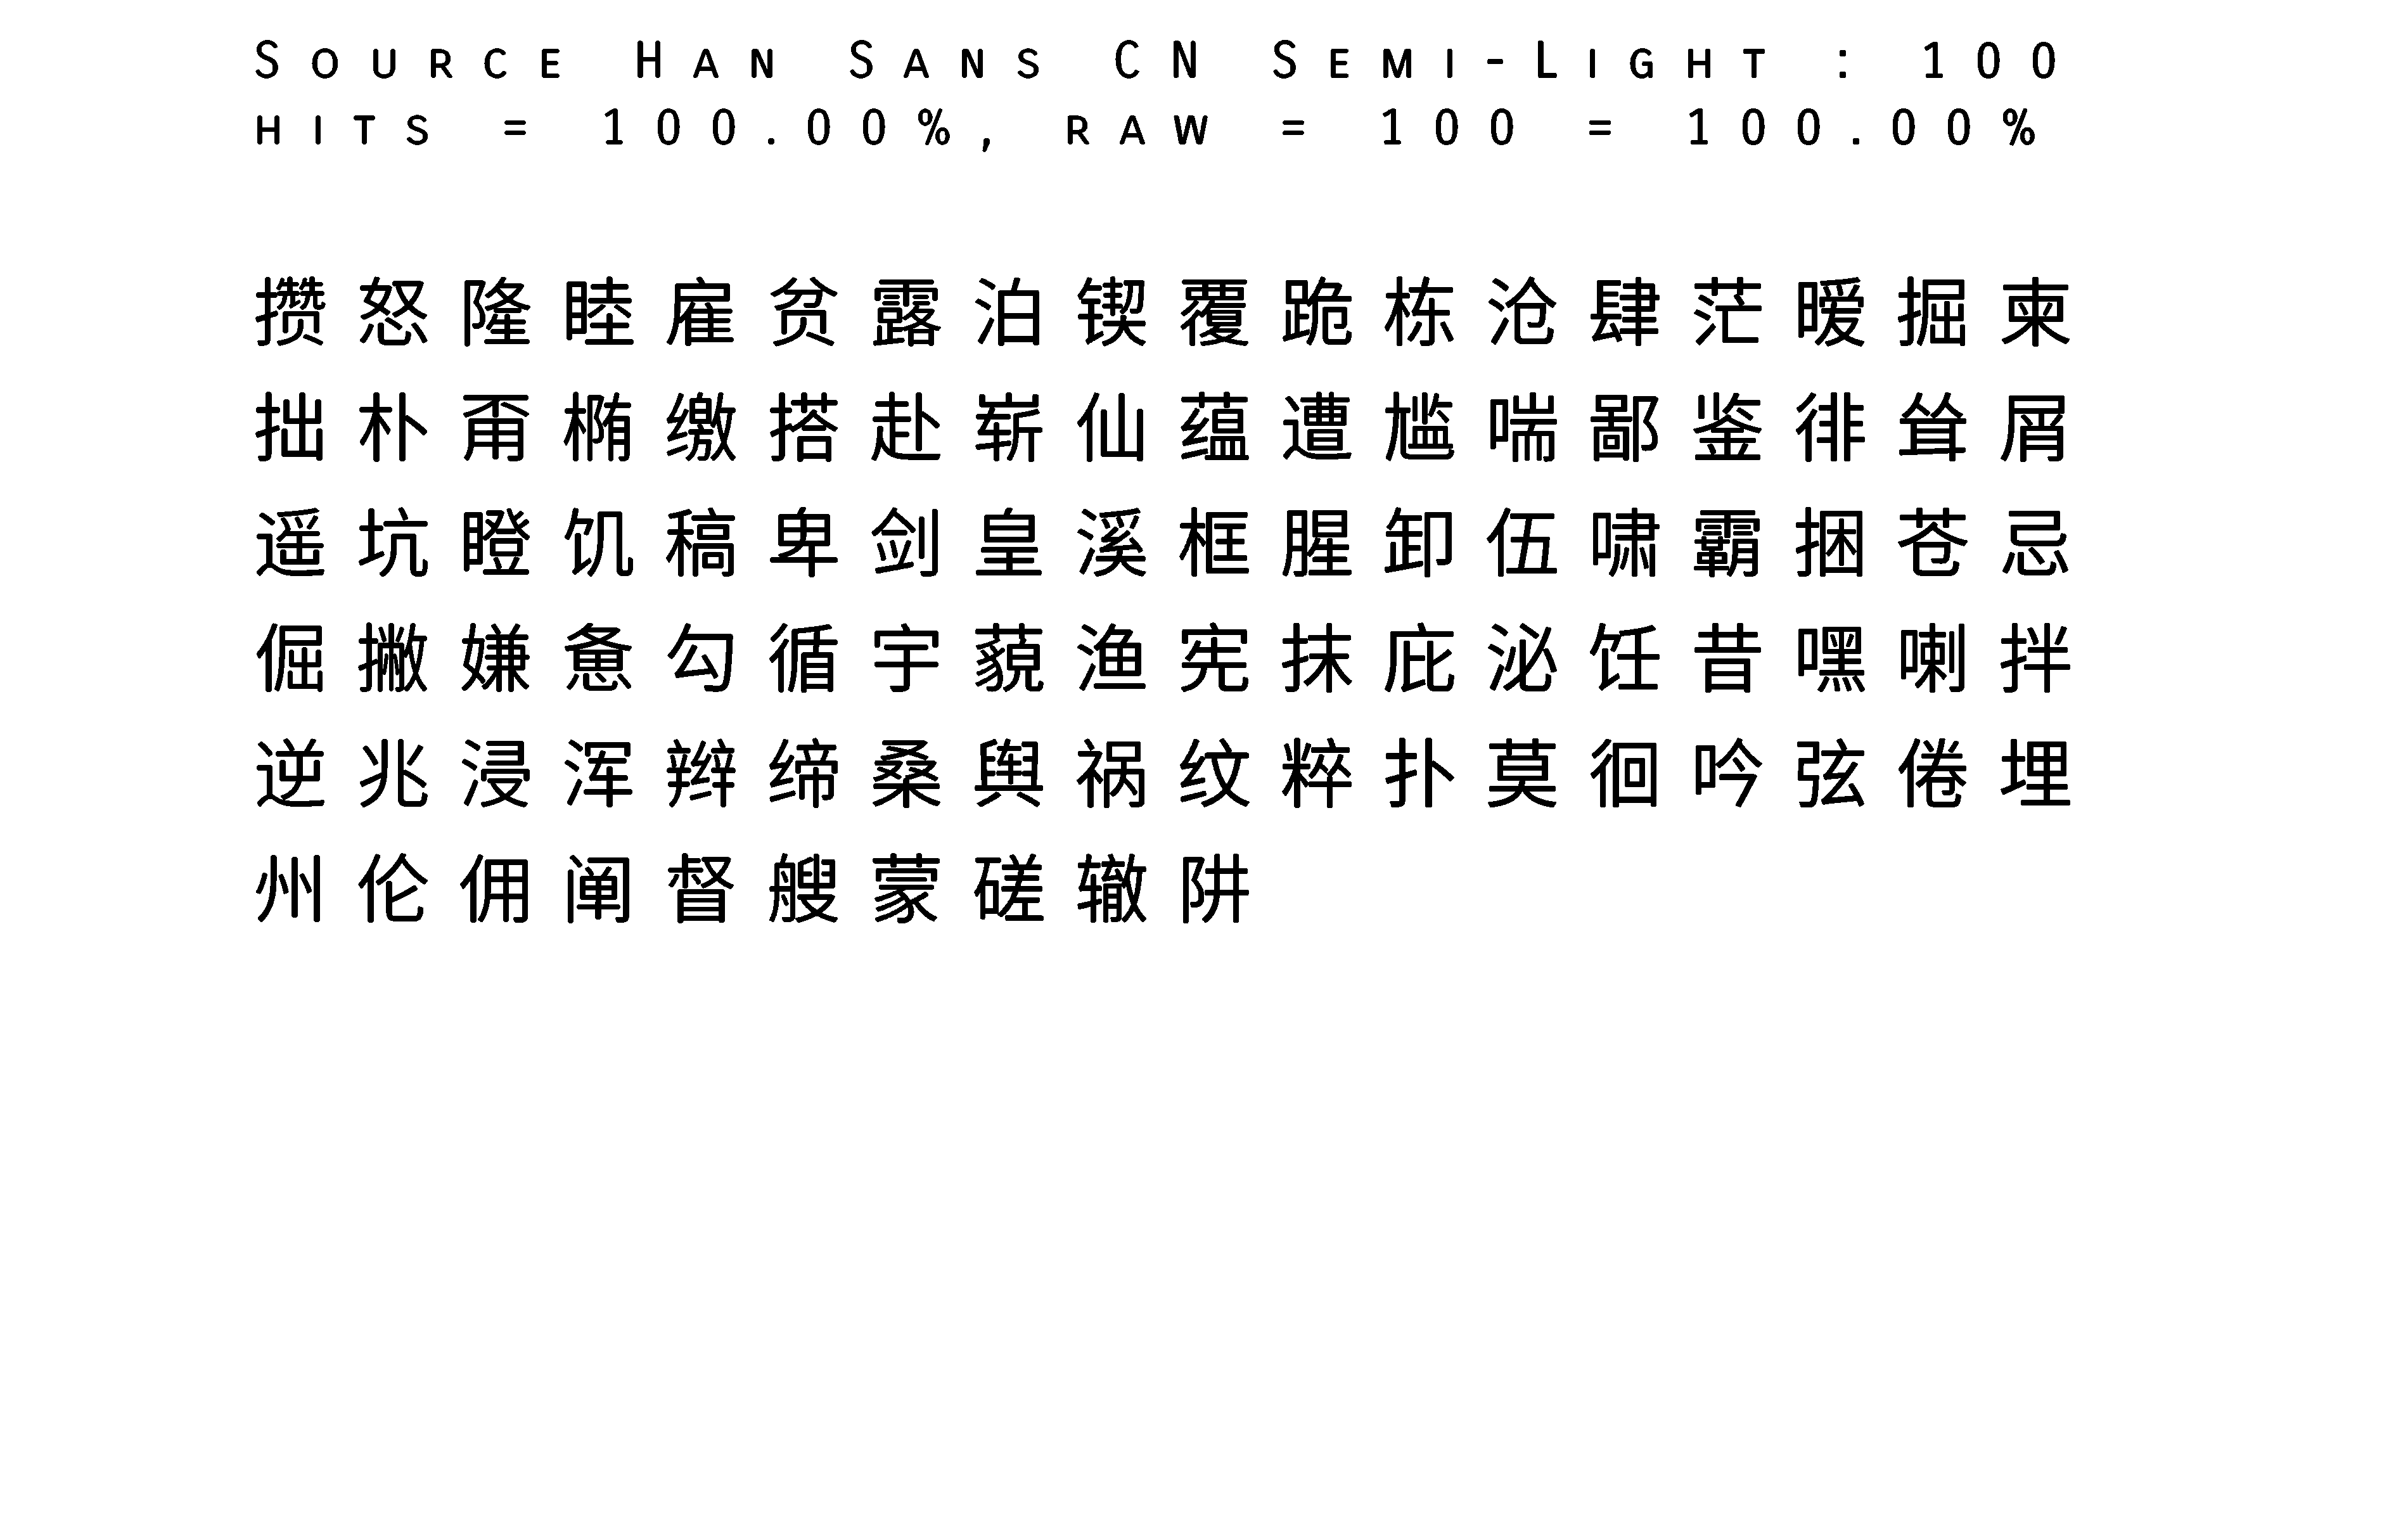 Source Han Sans CN Semi-Light : 100
hits = 100.00%, raw = 100 = 100.00%
攒怒隆睦雇贫露泊锲覆跪栋沧肆茫暖掘柬
拙朴甭椭缴搭赴崭仙蕴遭尴喘鄙鉴徘耸屑
遥坑瞪饥稿卑剑皇溪框腥卸伍啸霸捆苍忌
倔撇嫌惫勾循宇藐渔宪抹庇泌饪昔嘿喇拌
逆兆浸浑辫缔桑舆祸纹粹扑莫徊吟弦倦埋
州伦佣阐督艘蒙磋辙阱